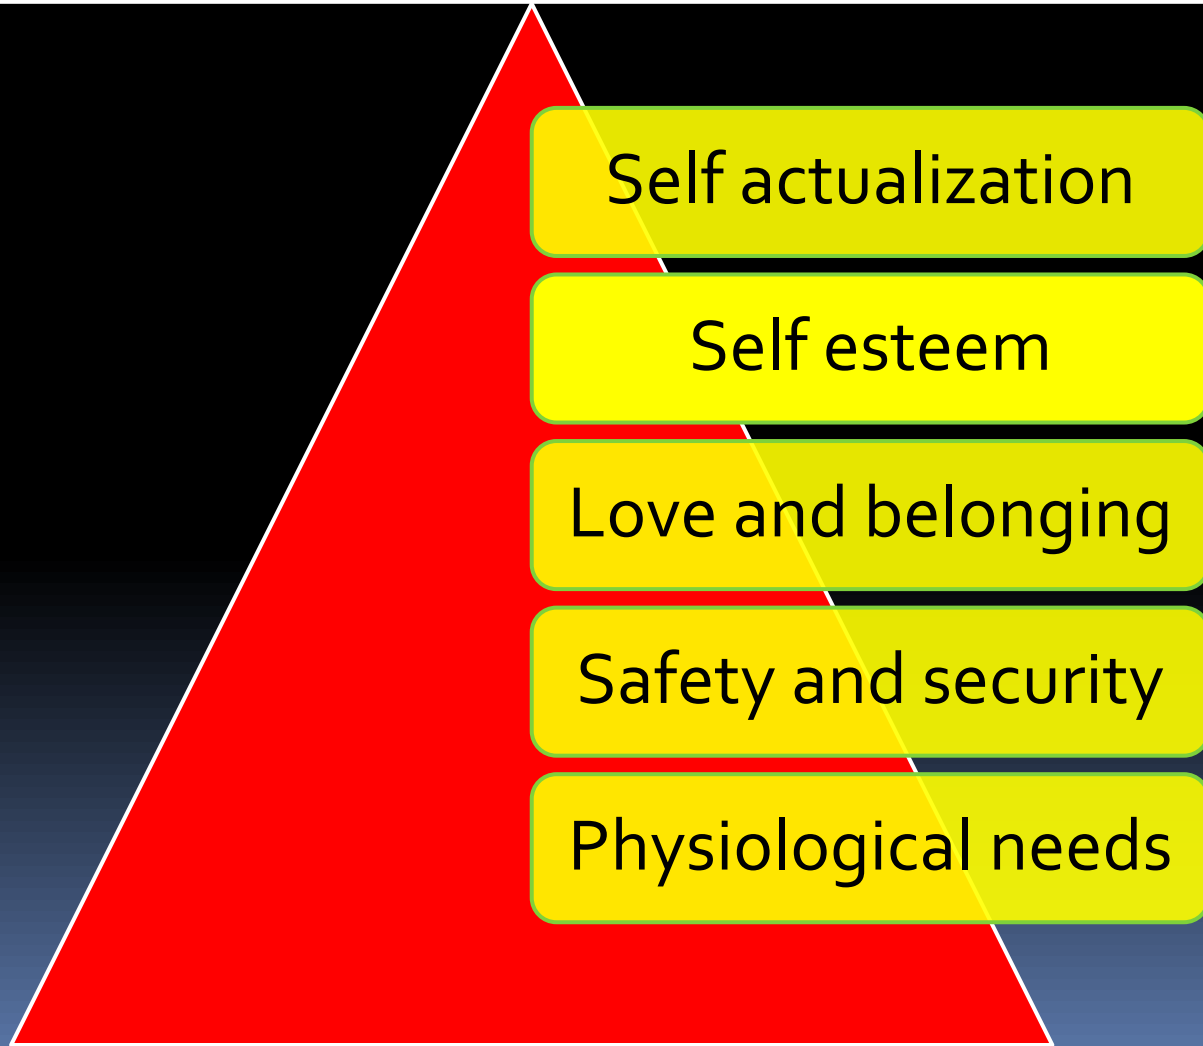 Self actualization
Self esteem
Love and belonging
Safety and security
Physiological needs